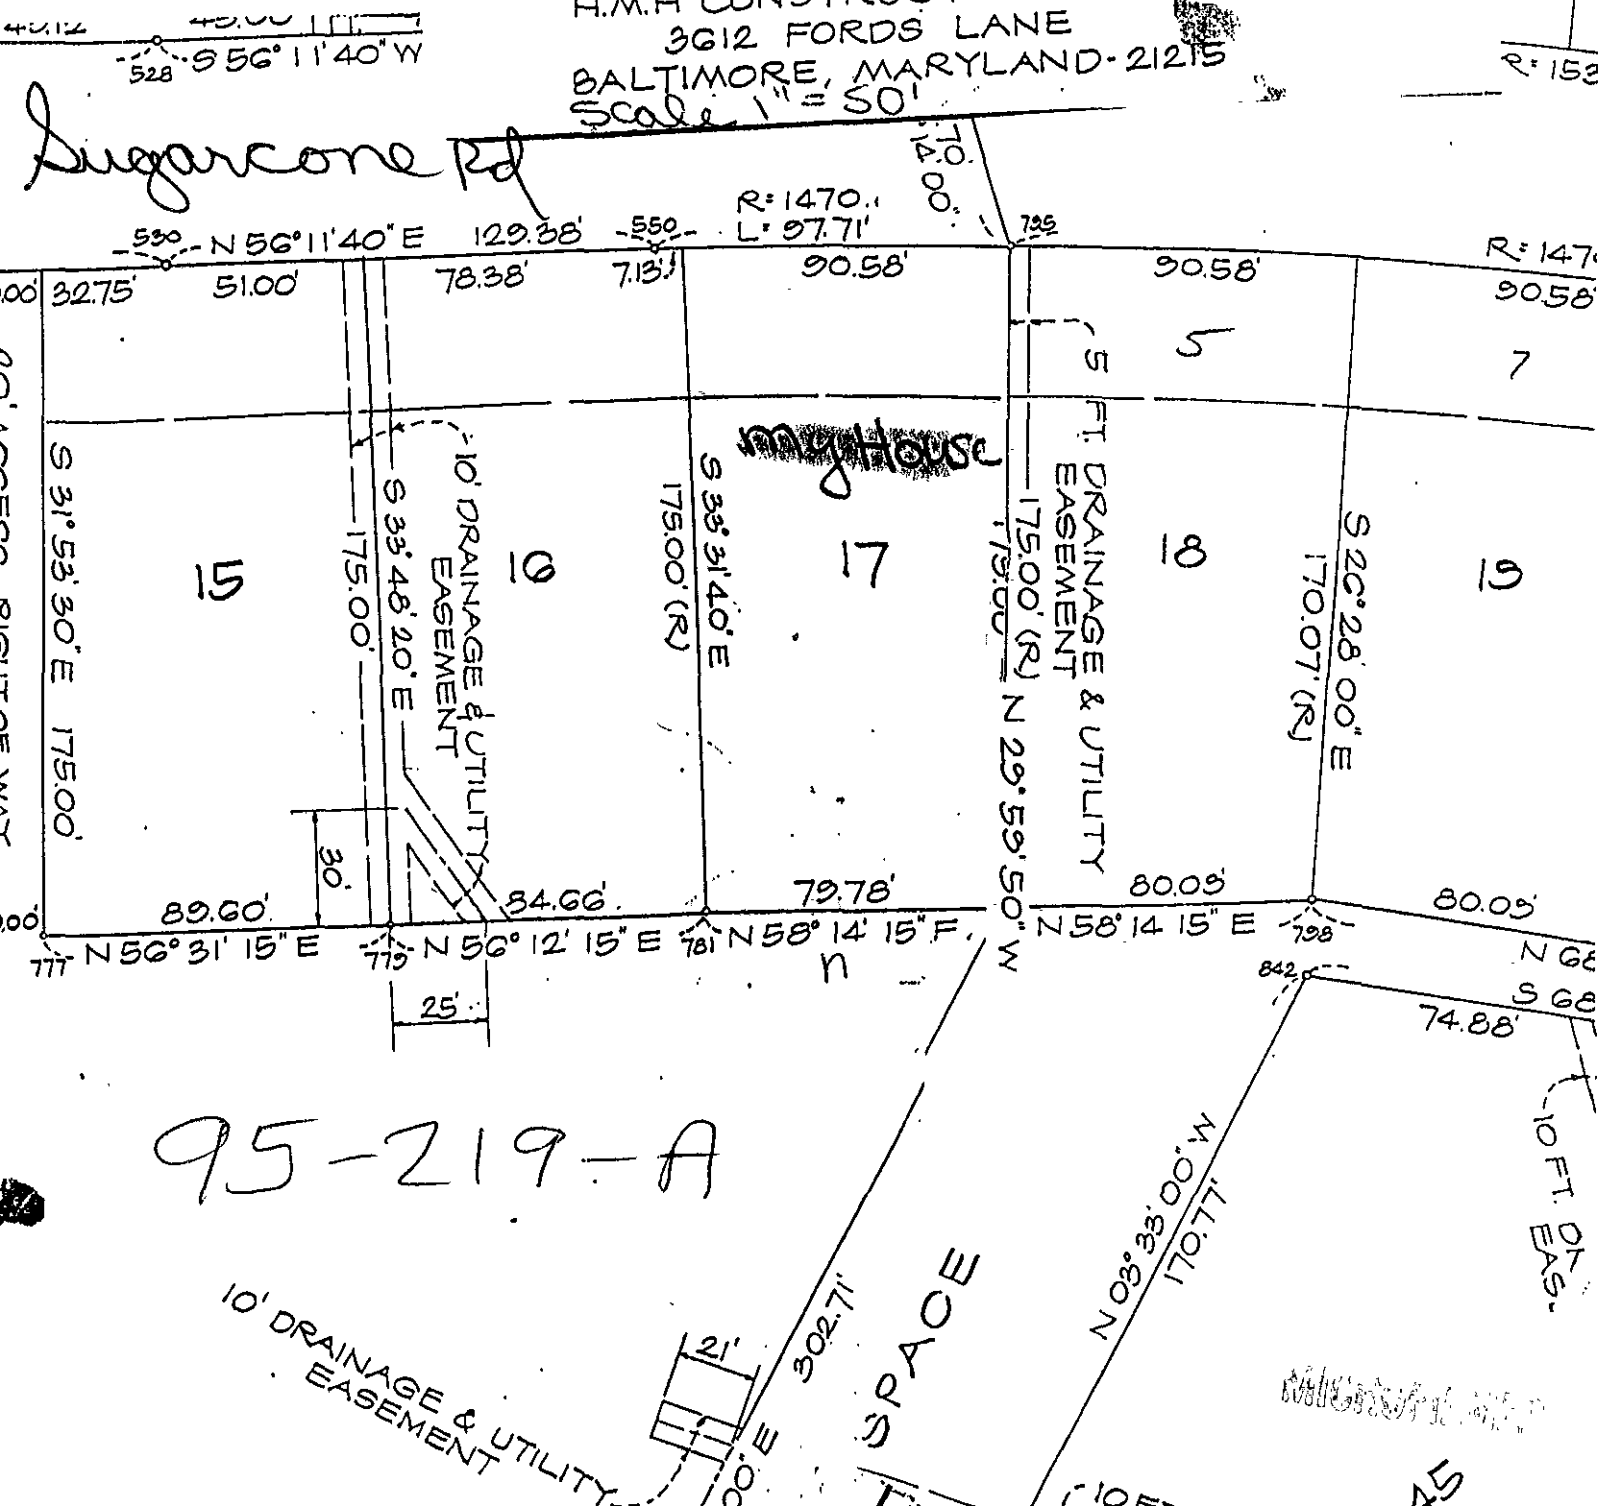 528
S 56° 11' 40" W
3612 FORDS LANE
BALTIMORE, MARYLAND-21215
Scale 1" = 50'
Sugarcone Rd
70.
14.00
R=1470.
L= 97.71'
530
N 56° 11' 40" E
129.38'
550
795
32.75'
51.00'
78.38'
7.13'
90.58'
90.58'
90.58'
5
7
My House
15
16
17
18
19
S 31° 53' 30" E 175.00'
175.00'
S 33° 48' 20" E
10' DRAINAGE & UTILITY
EASEMENT
175.00' (R)
S 33° 31' 40" E
175.00' (R)
N 29° 59' 50" W
5 FT. DRAINAGE & UTILITY
EASEMENT
170.07' (R)
S 26° 28' 00" E
30'
89.60'
84.66'
79.78'
80.09'
80.09'
777
N 56° 31' 15" E
779
N 56° 12' 15" E
781
N 58° 14' 15"
N 58° 14 15" E
798
N 68
n
842
S 68
74.88'
25'
95-219-A
302.71'
SPACE
N 03° 33' 00" W
170.77'
10 FT.
EAS.
10' DRAINAGE & UTILITY
EASEMENT
21'
00" E
45